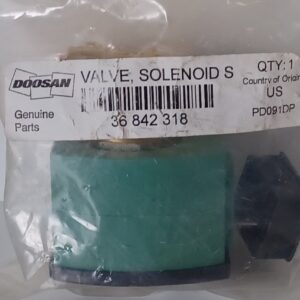 DOOSAN
Genuine
Parts
VALVE, SOLENOID S
36 842 318
QTY: 1
Country of Origin
US
PD091DP